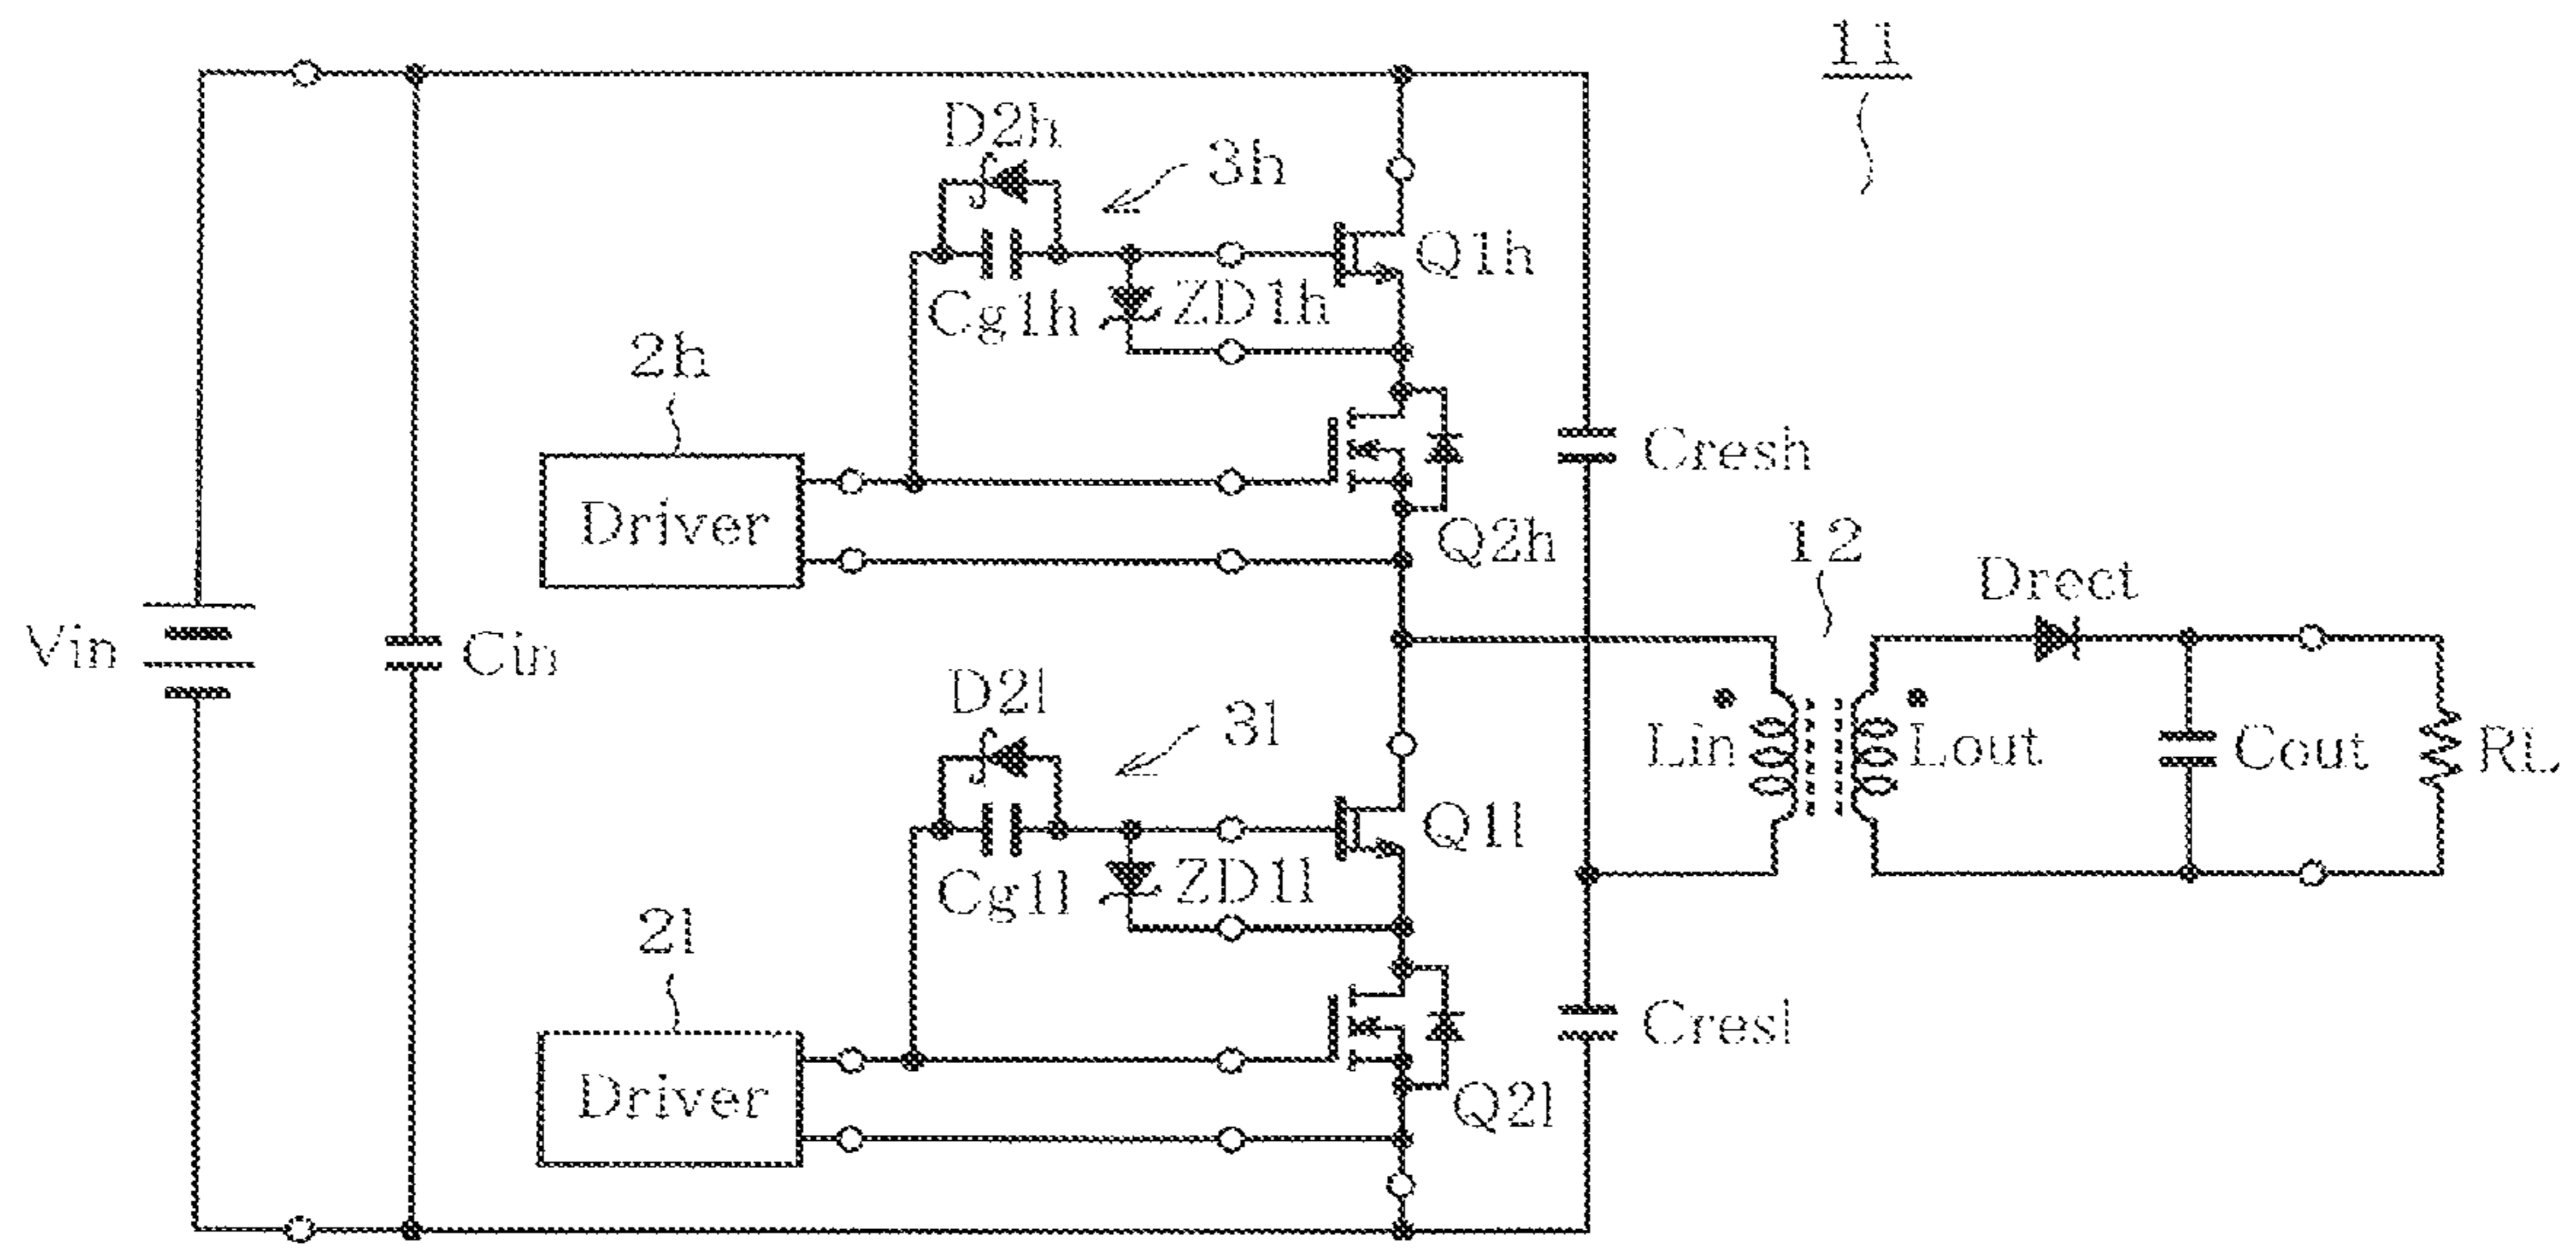 11
D2h
3h
Q1h
Cg1h
ZD1h
2h
Cresh
Driver
Q2h
12
Drect
Vin
Cin
D2l
3l
Lin
Lout
Cout
RL
Q1l
Cg1l
ZD1l
2l
Cresl
Driver
Q2l